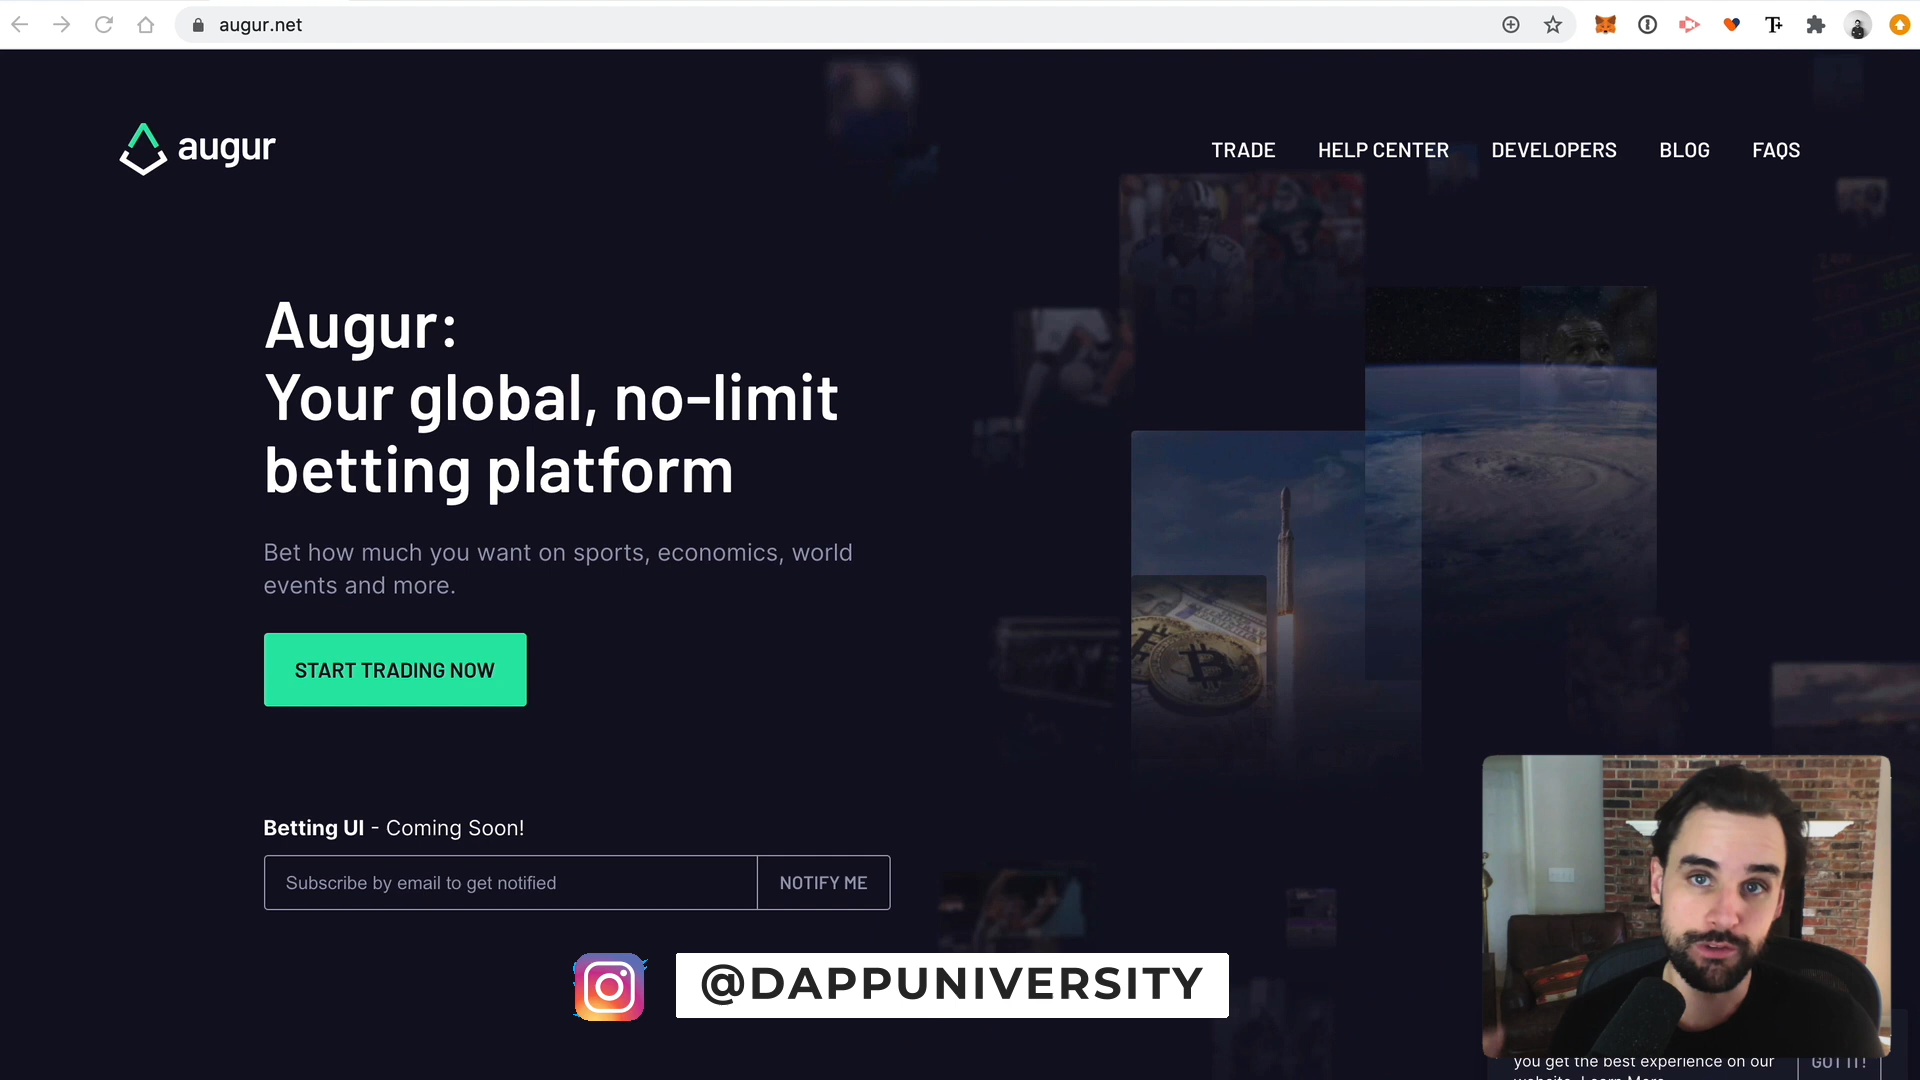 augur.net
augur
TRADE
HELP CENTER
DEVELOPERS
BLOG
FAQS
Augur:
Your global, no-limit
betting platform
Bet how much you want on sports, economics, world
events and more.
START TRADING NOW
Betting UI - Coming Soon!
Subscribe by email to get notified
NOTIFY ME
@DAPPUNIVERSITY
you get the best experience on our
GOT IT!